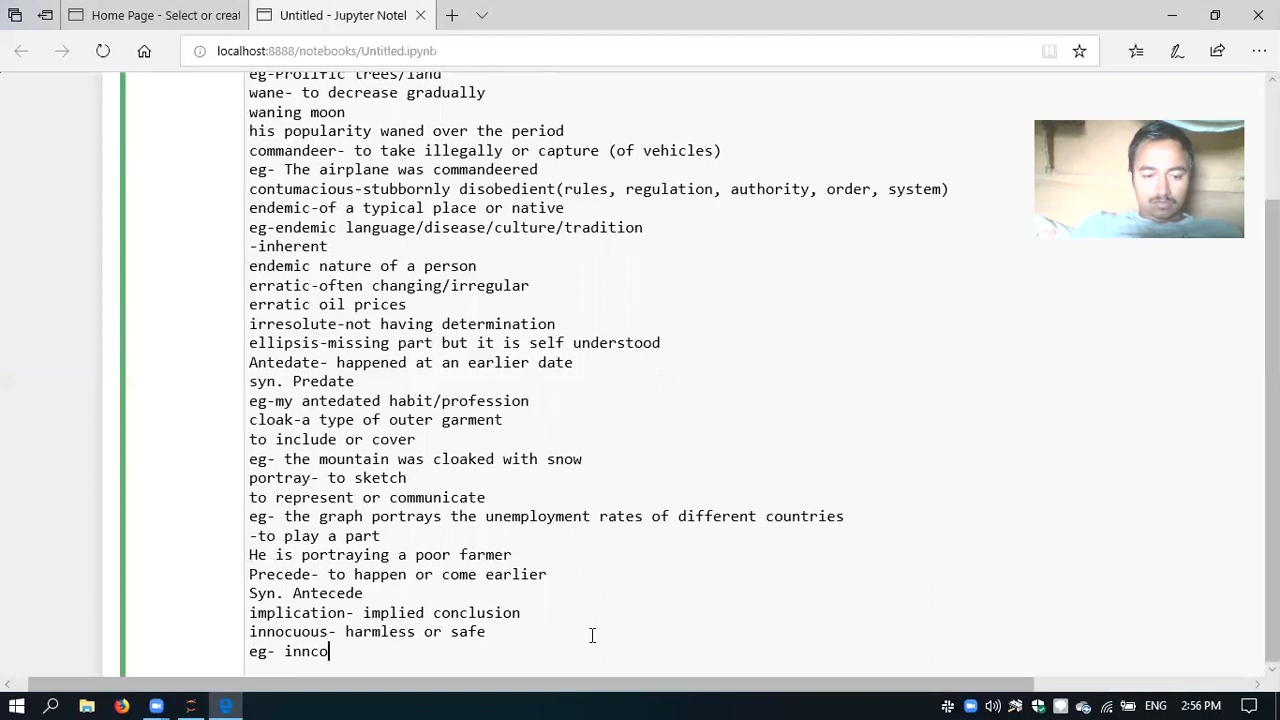 Home Page - Select or creat
Untitled - Jupyter Notel
localhost:8888/notebooks/Untitled.ipynb
eg-Prolific trees/land
wane- to decrease gradually
waning moon
his popularity waned over the period
commandeer- to take illegally or capture (of vehicles)
eg- The airplane was commandeered
contumacious-stubbornly disobedient(rules, regulation, authority, order, system)
endemic-of a typical place or native
eg-endemic language/disease/culture/tradition
-inherent
endemic nature of a person
erratic-often changing/irregular
erratic oil prices
irresolute-not having determination
ellipsis-missing part but it is self understood
Antedate- happened at an earlier date
syn. Predate
eg-my antedated habit/profession
cloak-a type of outer garment
to include or cover
eg- the mountain was cloaked with snow
portray- to sketch
to represent or communicate
eg- the graph portrays the unemployment rates of different countries
-to play a part
He is portraying a poor farmer
Precede- to happen or come earlier
Syn. Antecede
implication- implied conclusion
innocuous- harmless or safe
eg- innco
ENG
2:56 PM